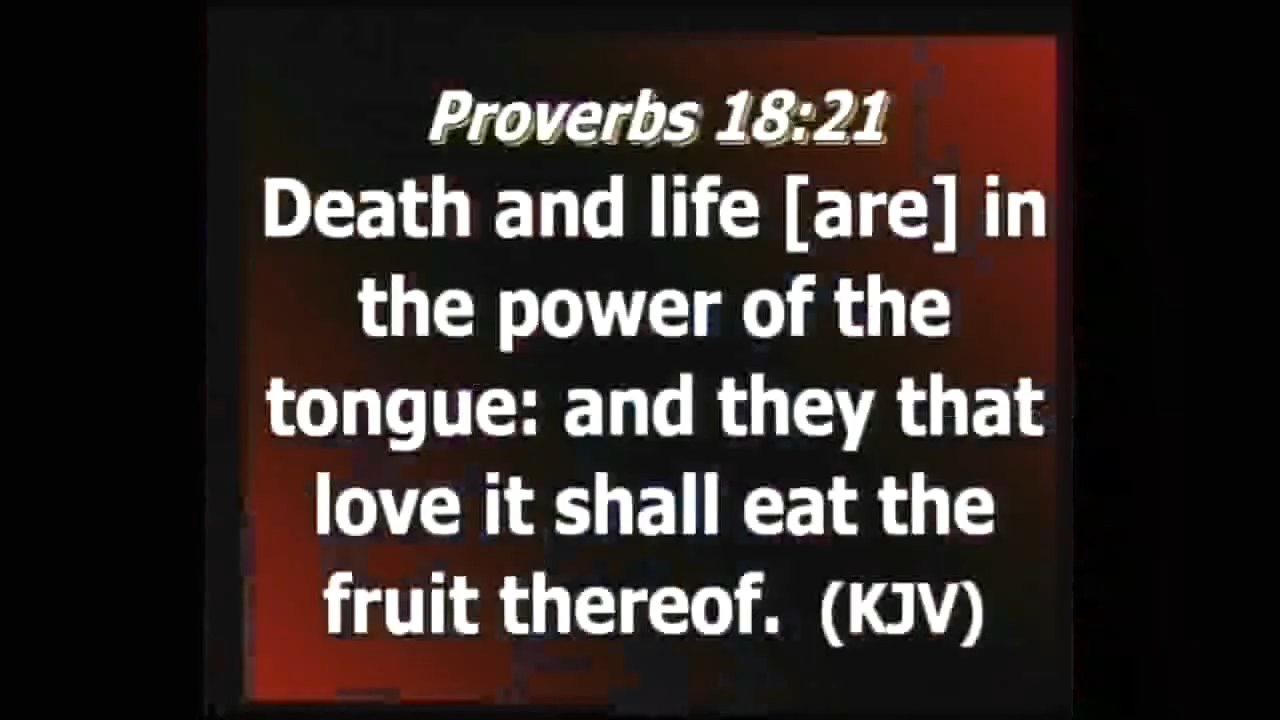 Proverbs 18:21
Death and life [are] in
the power of the
tongue: and they that
love it shall eat the
fruit thereof. (KJV)